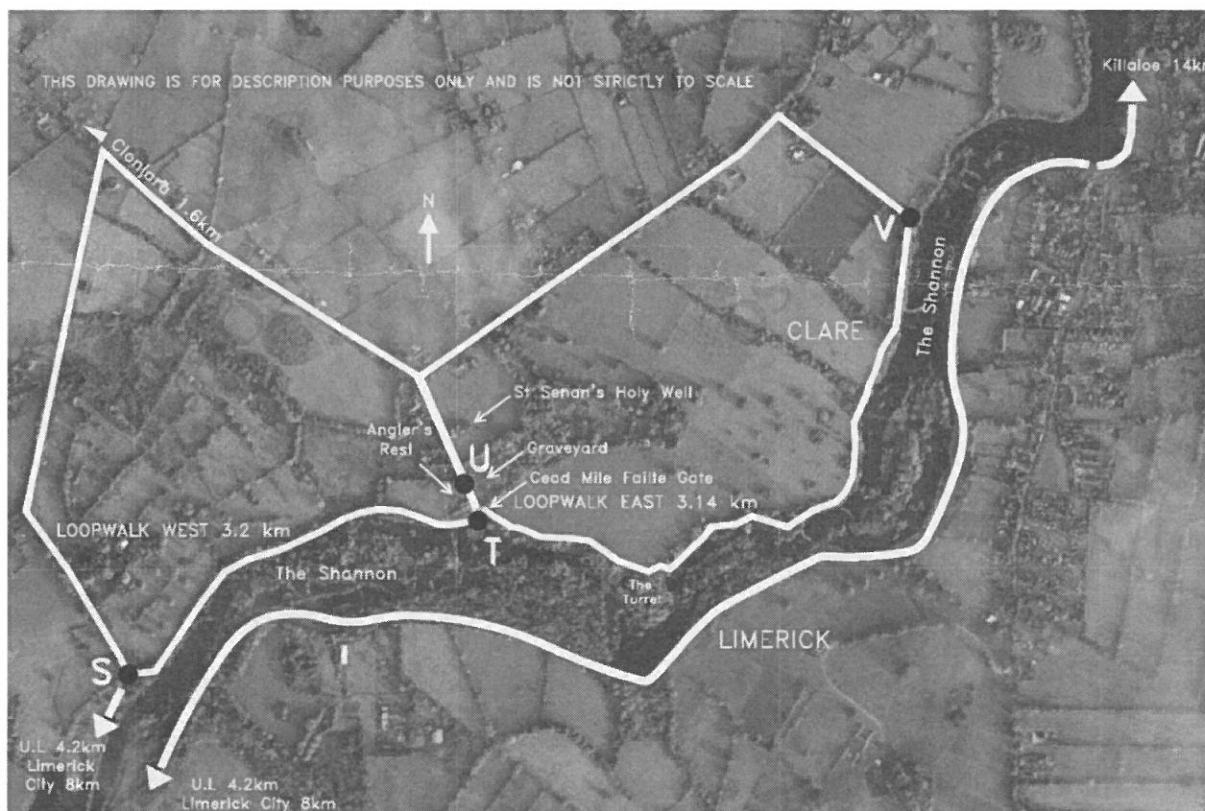 THIS DRAWING IS FOR DESCRIPTION PURPOSES ONLY AND IS NOT STRICTLY TO SCALE
Killaloe 14km
Clonlara 1.6km
N
V
The Shannon
CLARE
St Senan's Holy Well
Angler's
Rest
U
Graveyard
Cead Mile Failte Gate
LOOPWALK EAST 3.14 km
LOOPWALK WEST 3.2 km
T
The Shannon
The
Turret
LIMERICK
S
U.L 4.2km
Limerick
City 8km
U.L 4.2km
Limerick City 8km